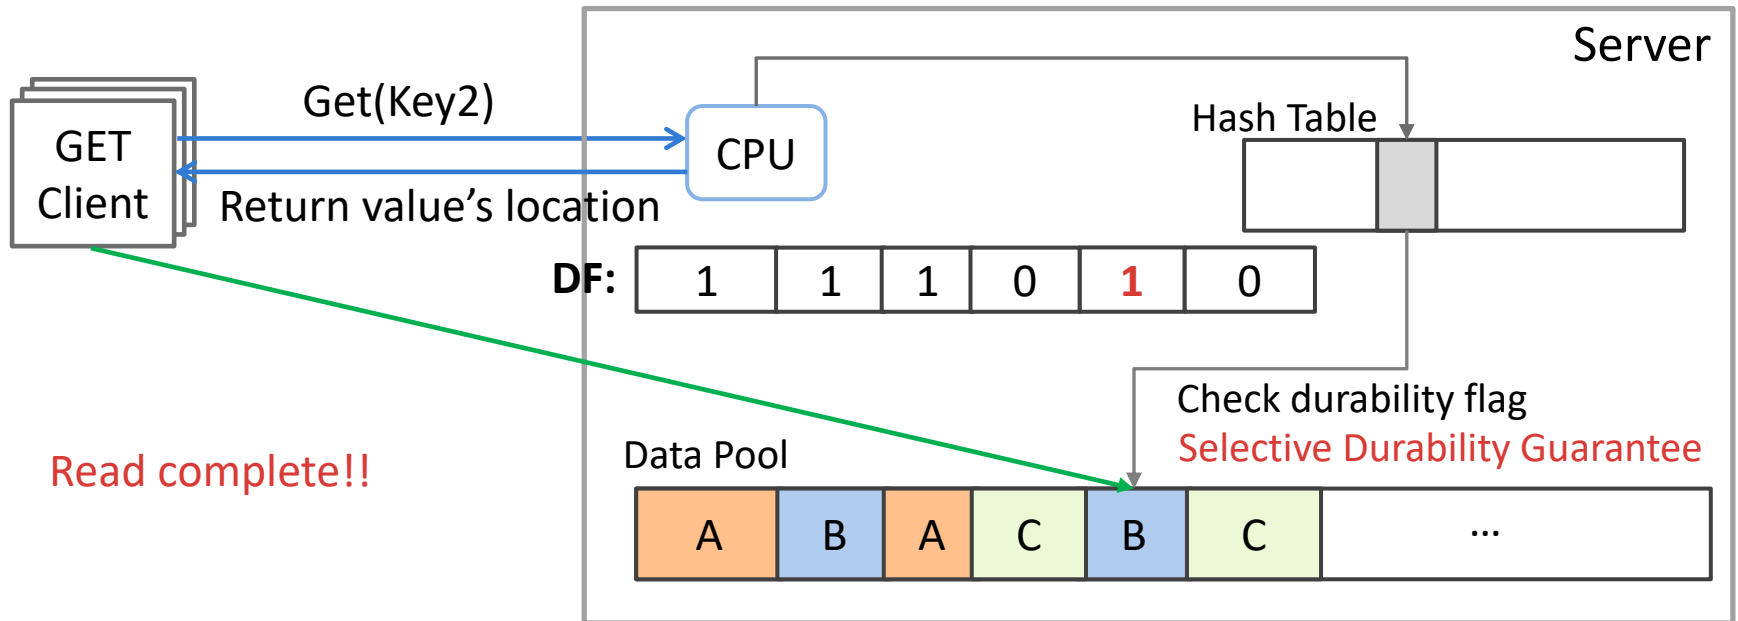 Server
Get(Key2)
GET
Client
CPU
Hash Table
Return value's location
DF: 1 1 1 0 1 0
Check durability flag
Selective Durability Guarantee
Data Pool
Read complete!!
A B A C B C ...